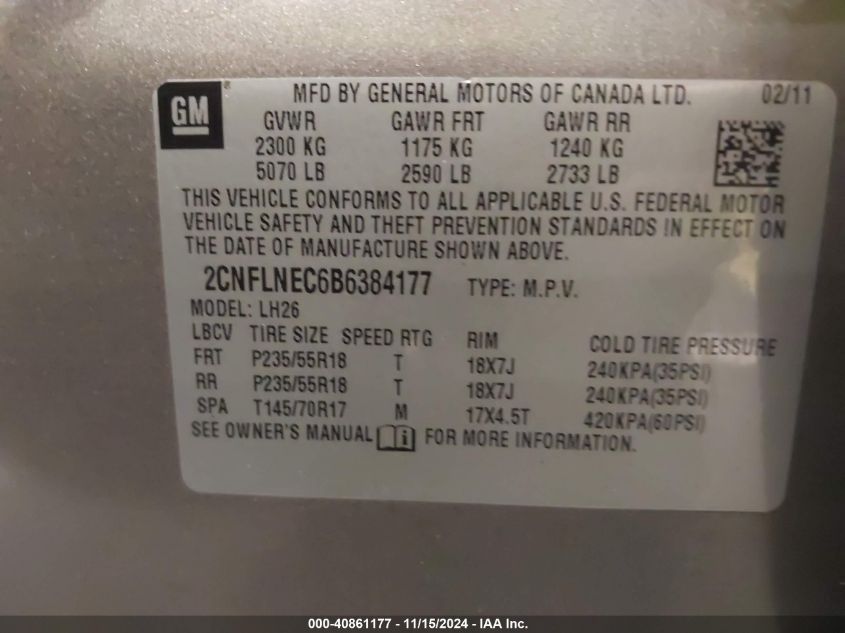 GM
MFD BY GENERAL MOTORS OF CANADA LTD. 02/11
GVWR GAWR FRT GAWR RR
2300 KG 1175 KG 1240 KG
5070 LB 2590 LB 2733 LB
THIS VEHICLE CONFORMS TO ALL APPLICABLE U.S. FEDERAL MOTOR
VEHICLE SAFETY AND THEFT PREVENTION STANDARDS IN EFFECT ON
THE DATE OF MANUFACTURE SHOWN ABOVE.
2CNFLNEC6B6384177 TYPE: M.P.V.
MODEL: LH26
LBCV TIRE SIZE SPEED RTG RIM COLD TIRE PRESSURE
FRT P235/55R18 T 18X7J 240KPA(35PSI)
RR P235/55R18 T 18X7J 240KPA(35PSI)
SPA T145/70R17 M 17X4.5T 420KPA(60PSI)
SEE OWNER'S MANUAL FOR MORE INFORMATION.
000-40861177 - 11/15/2024 - IAA Inc.